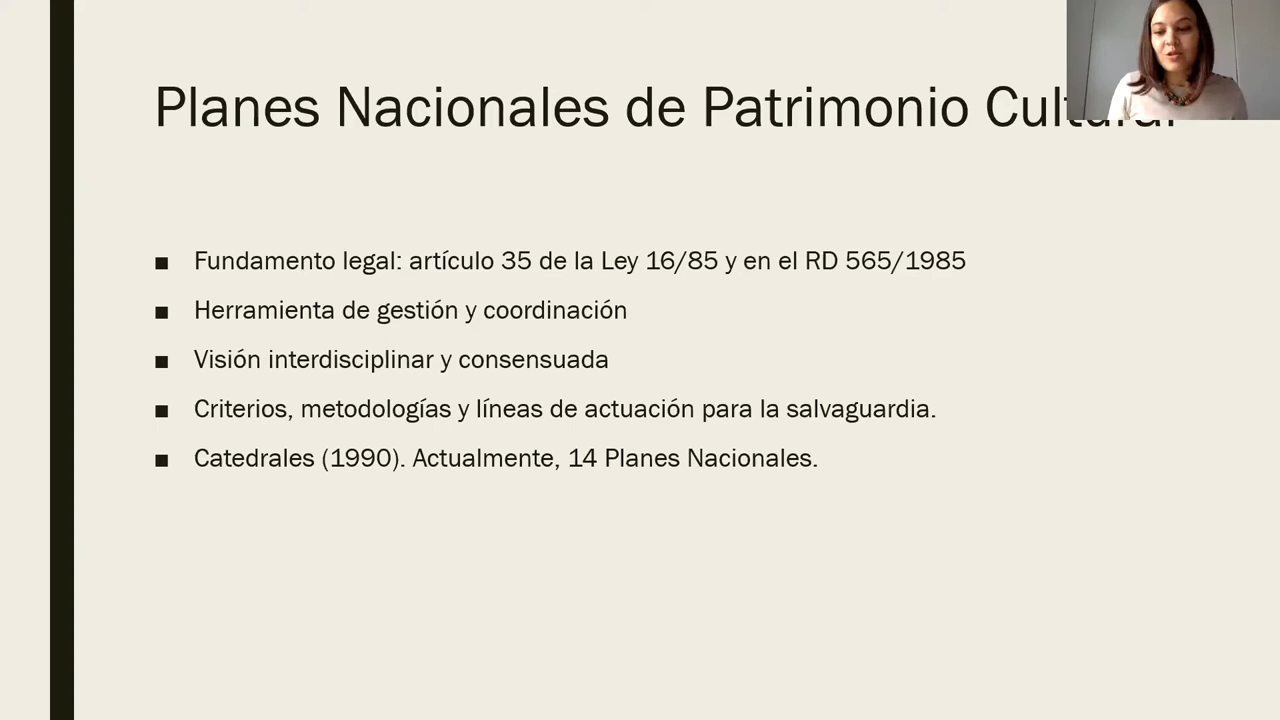 Planes Nacionales de Patrimonio Cultural
■ Fundamento legal: artículo 35 de la Ley 16/85 y en el RD 565/1985
■ Herramienta de gestión y coordinación
■ Visión interdisciplinar y consensuada
■ Criterios, metodologías y líneas de actuación para la salvaguardia.
■ Catedrales (1990). Actualmente, 14 Planes Nacionales.